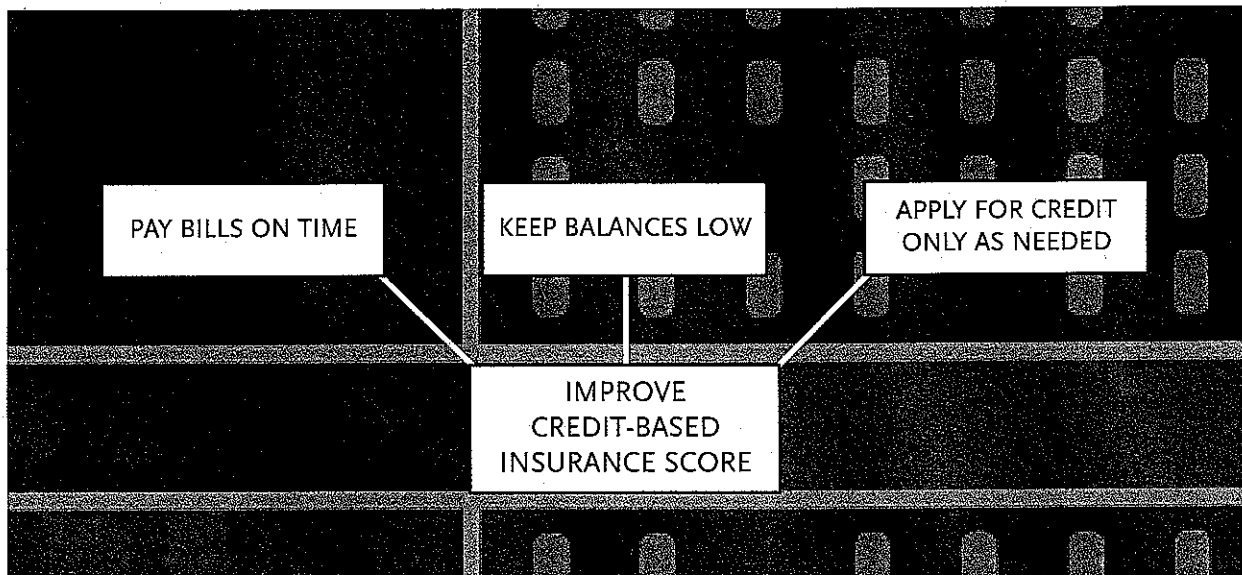 PAY BILLS ON TIME
KEEP BALANCES LOW
APPLY FOR CREDIT
ONLY AS NEEDED
IMPROVE
CREDIT-BASED
INSURANCE SCORE